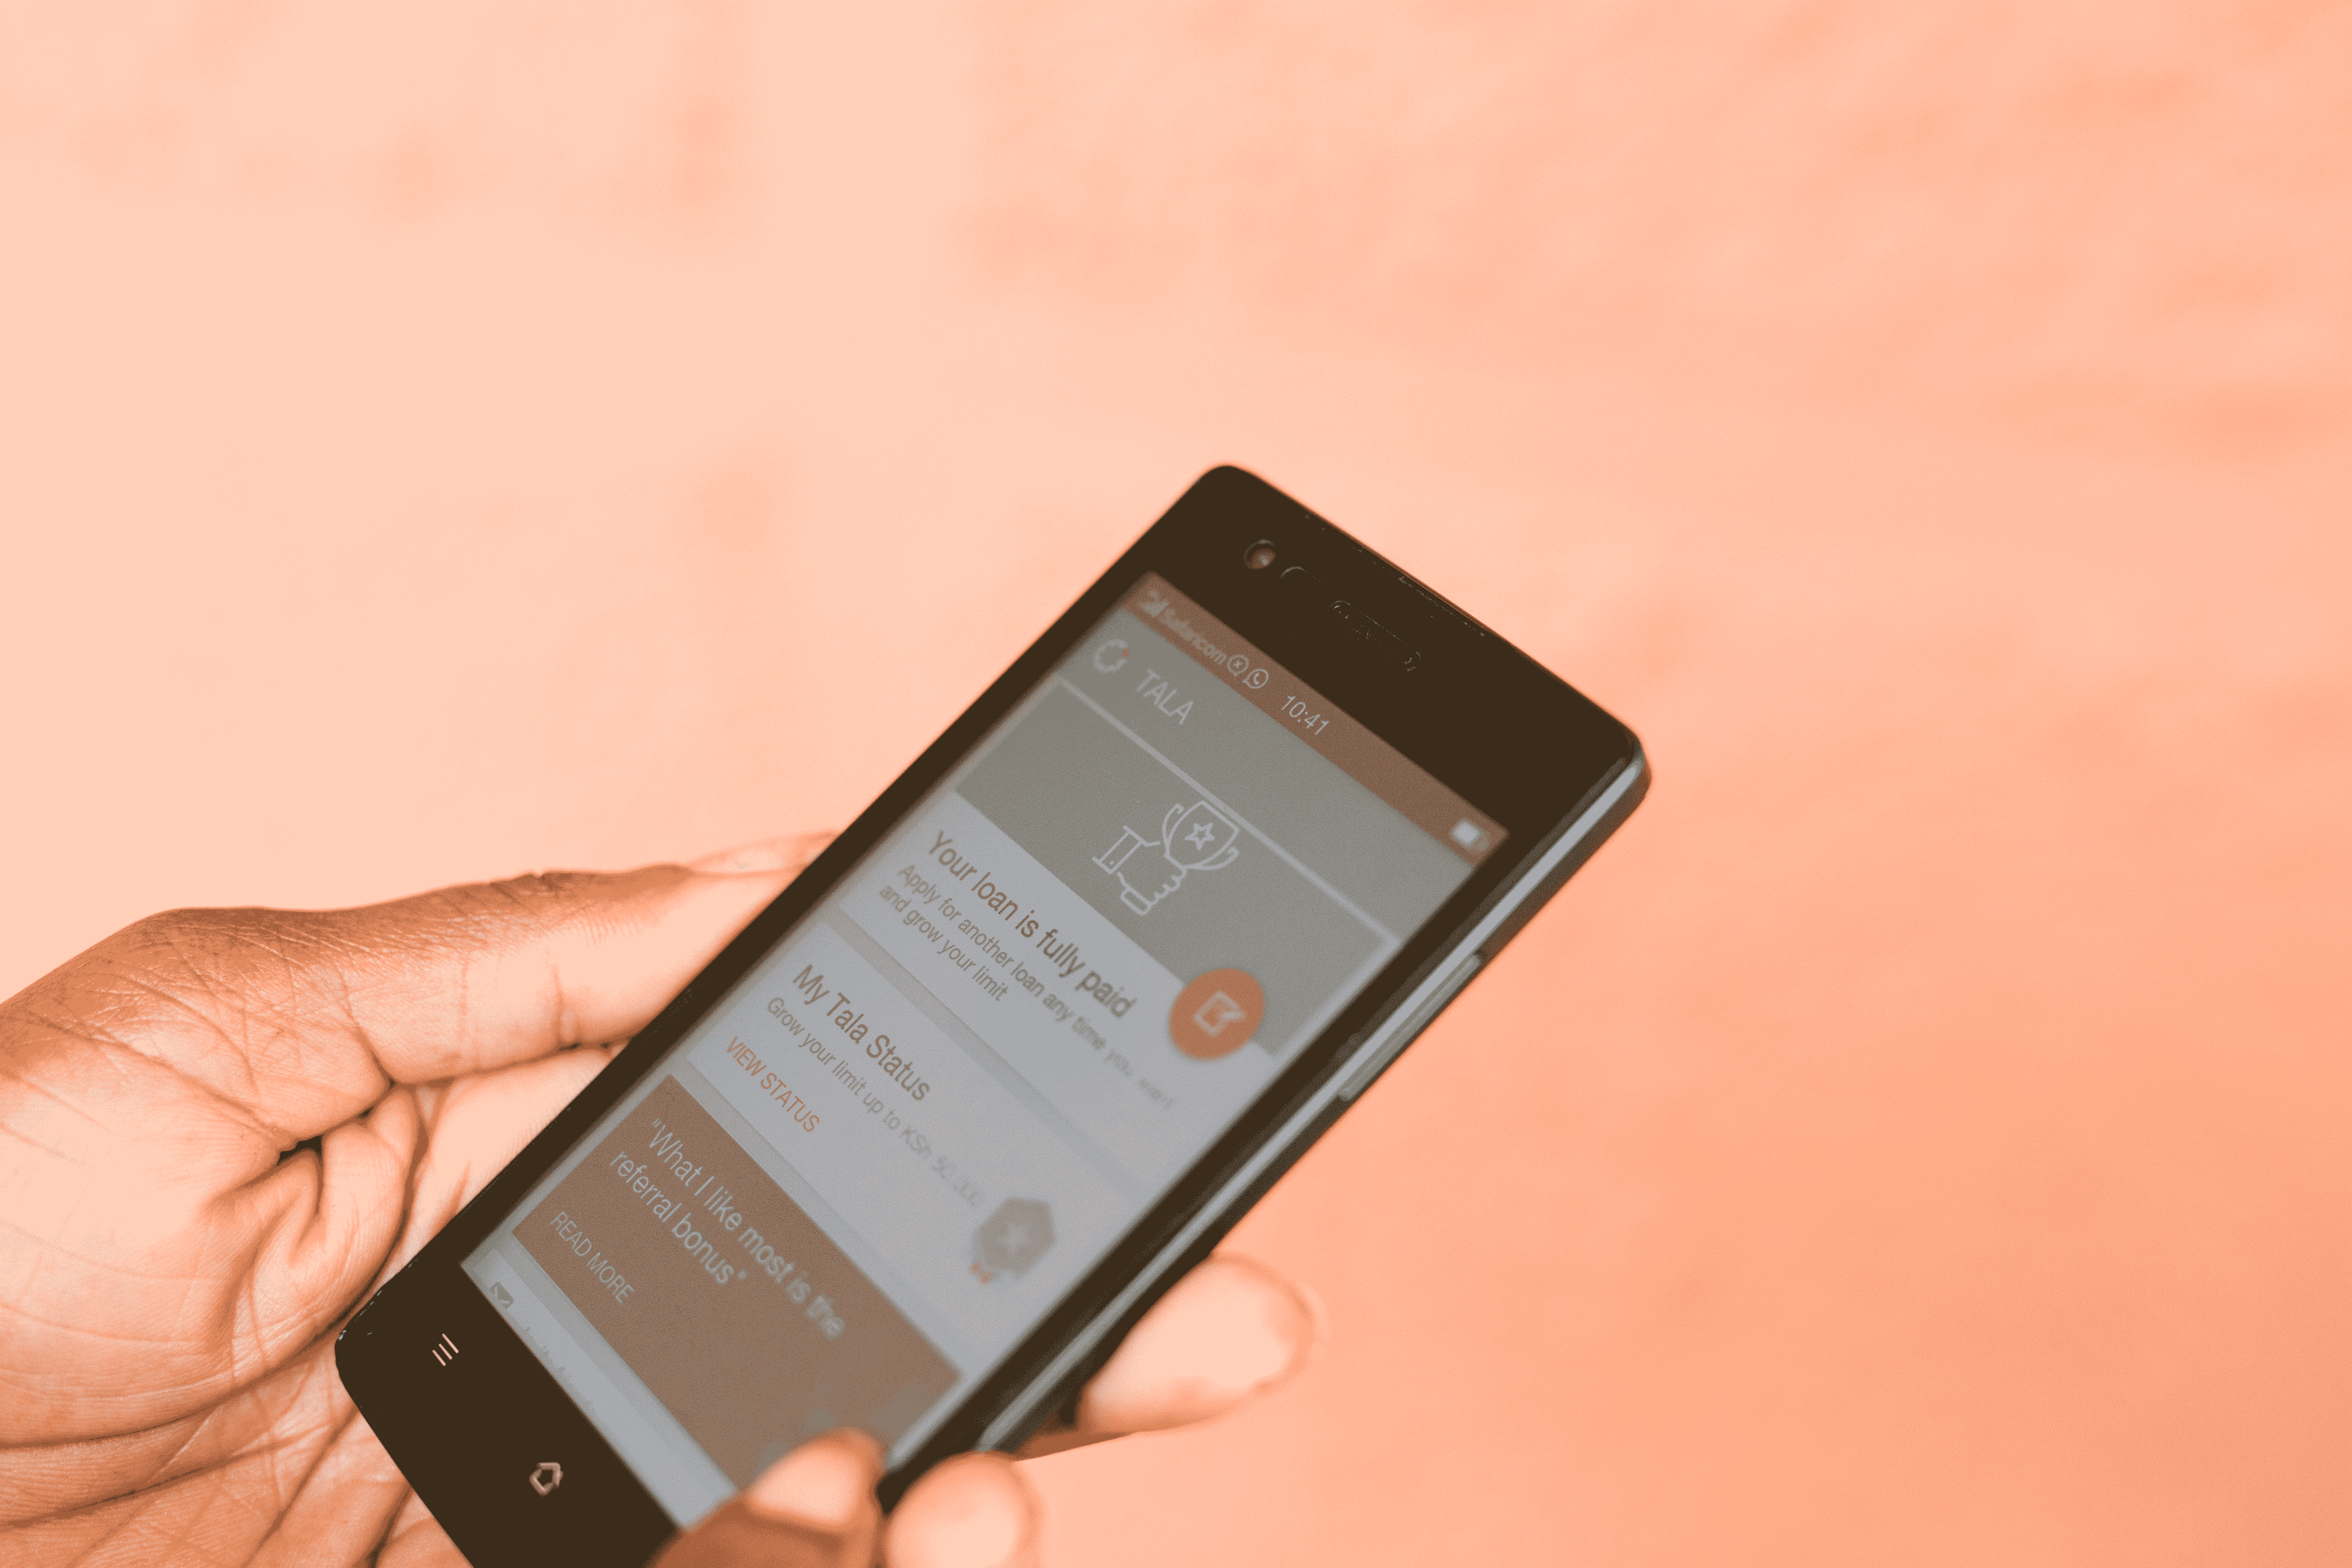 Safaricom 10:41
TALA
Your loan is fully paid
Apply for another loan any time you want
and grow your limit
My Tala Status
Grow your limit up to KSh 50,000
VIEW STATUS
"What I like most is the
referral bonus"
READ MORE